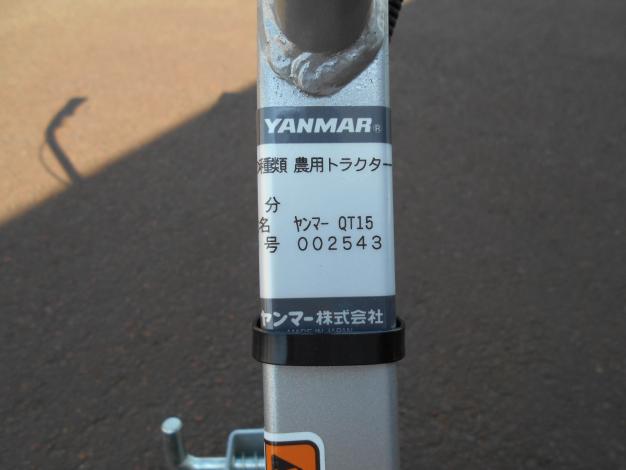 YANMAR®
種類 農用トラクター
分
名 ヤンマー QT15
号 002543
ヤンマー株式会社
MADE IN JAPAN